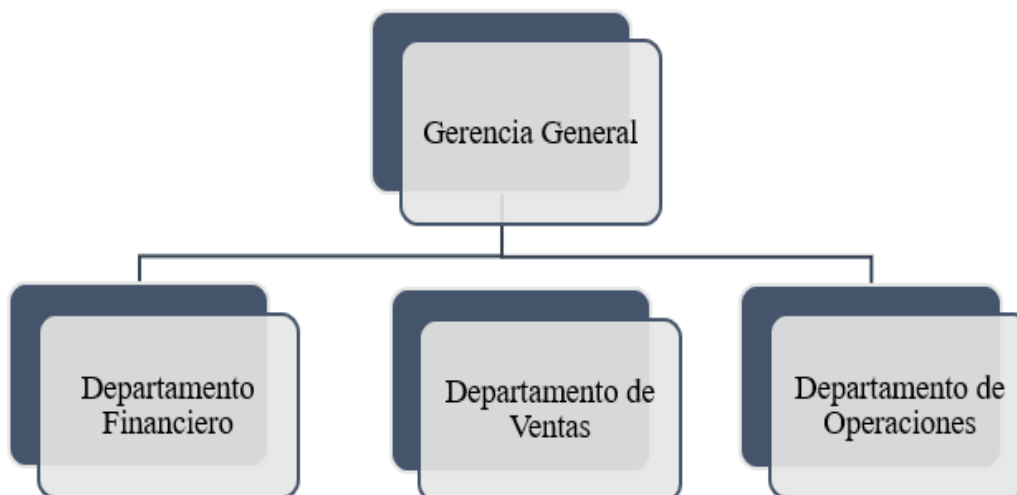 Gerencia General
Departamento
Financiero
Departamento de
Ventas
Departamento de
Operaciones